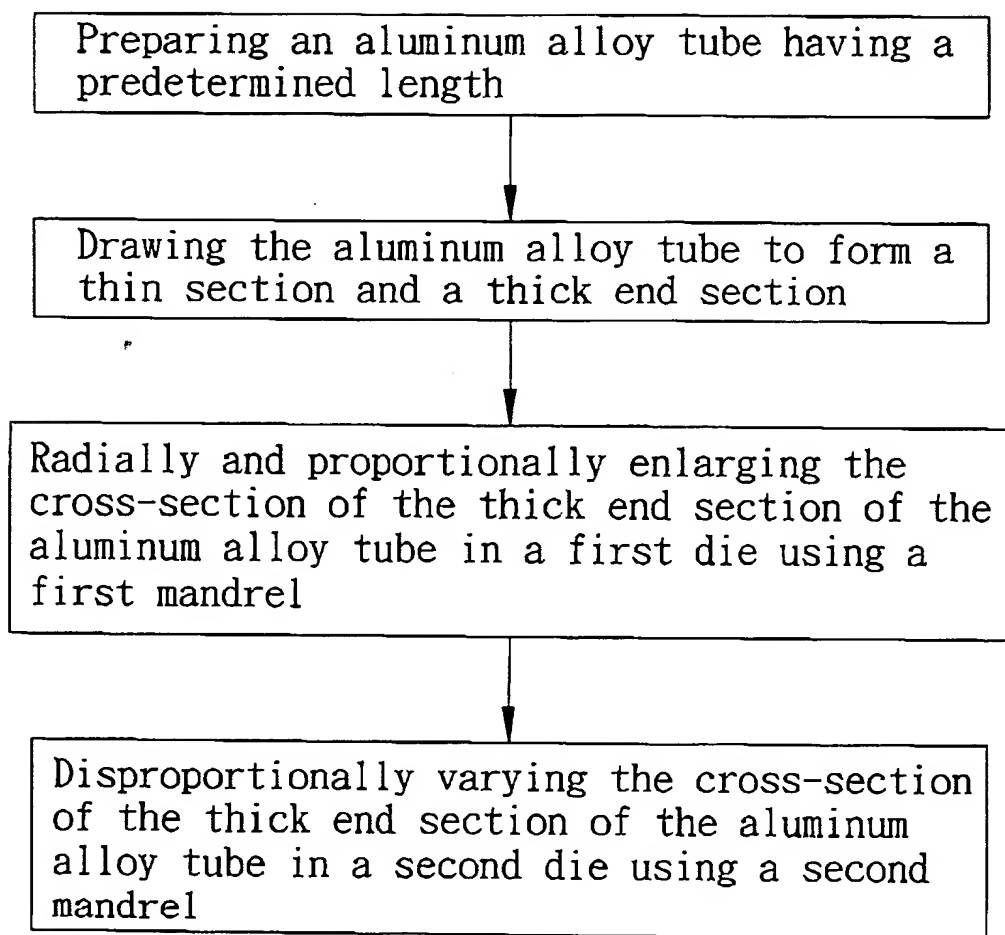 Preparing an aluminum alloy tube having a
predetermined length
Drawing the aluminum alloy tube to form a
thin section and a thick end section
Radially and proportionally enlarging the
cross-section of the thick end section of the
aluminum alloy tube in a first die using a
first mandrel
Disproportionally varying the cross-section
of the thick end section of the aluminum
alloy tube in a second die using a second
mandrel